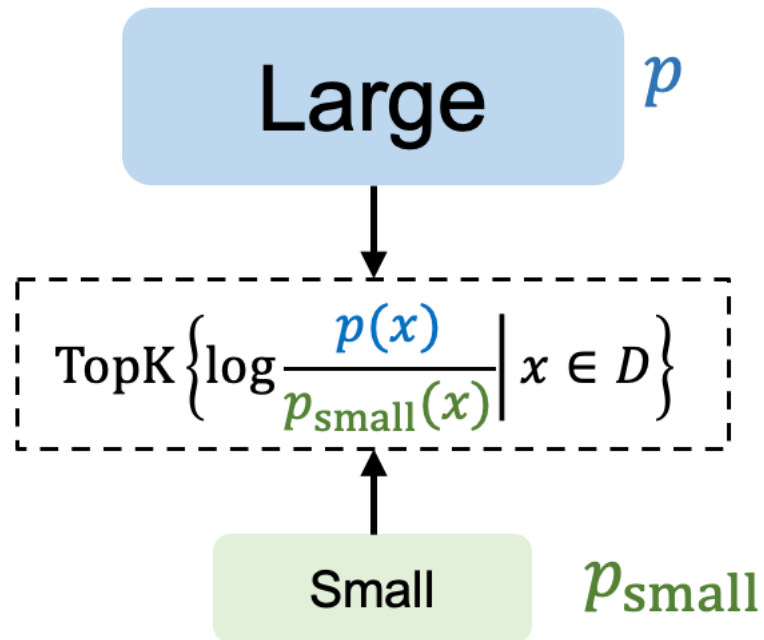 Large p
TopK{log p(x)/p_small(x) | x ∈ D}
Small p_small